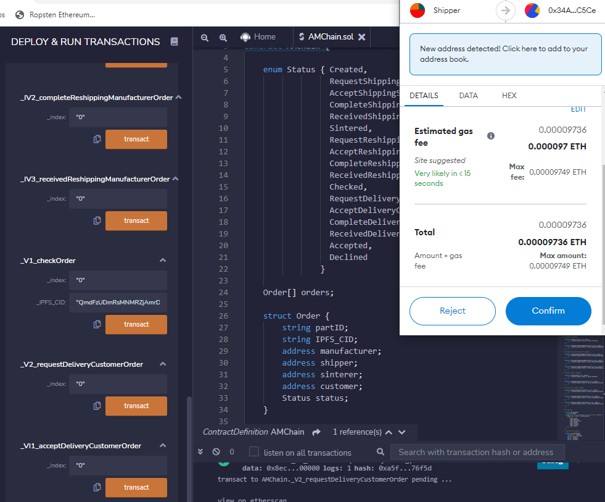 ps
Ropsten Ethereum...
DEPLOY & RUN TRANSACTIONS
_IV2_completeReshippingManufacturerOrder
_index: "0"
transact
_IV3_receivedReshippingManufacturerOrder
_index: "0"
transact
_V1_checkOrder
_index: "0"
_IPFS_CID:
transact
_V2_requestDeliveryCustomerOrder
_index: "0"
transact
_VI1_acceptDeliveryCustomerOrder
_index: "0"
transact
Home
AMChain.sol
4
5 enum Status { Created,
6 RequestShipping
7 AcceptShippingS
8 CompleteShippin
9 ReceivedShippin
10 Sintered,
11 RequestReshippi
12 AcceptReshippin
13 CompleteReshipp
14 ReceivedReshipp
15 Checked,
16 RequestDelivery
17 AcceptDeliveryC
18 CompleteDeliver
19 ReceivedDeliver
20 Accepted,
21 Declined
22 }
23
24 Order[] orders;
25
26 struct Order {
27 string partID;
28 string IPFS_CID;
29 address manufacturer;
30 address shipper;
31 address sinterer;
32 address customer;
33 Status status;
34 }
35
ContractDefinition AMChain 1 reference(s)
0 listen on all transactions Search with transaction hash or address
data: 0x8ec...00000 logs: 1 hash: 0xa5f...76f5d
transact to AMChain._V2_requestDeliveryCustomerOrder pending ...
view on etherscan
Shipper 0x34A...C5Ce
New address detected! Click here to add to your
address book.
DETAILS DATA HEX
EDIT
Estimated gas
fee
0.00009736
0.000097 ETH
Site suggested
Very likely in < 15
seconds
Max
fee:
0.00009749 ETH
Total
0.00009736
0.00009736 ETH
Amount + gas
fee
Max amount:
0.00009749 ETH
Reject
Confirm